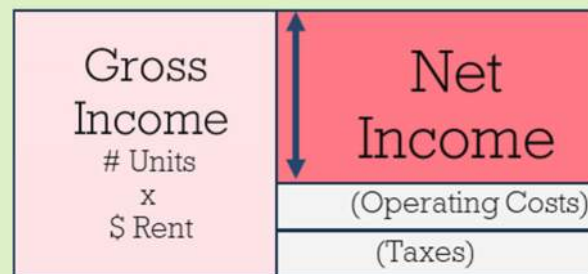 Gross
Income
# Units
x
$ Rent
Net
Income
(Operating Costs)
(Taxes)